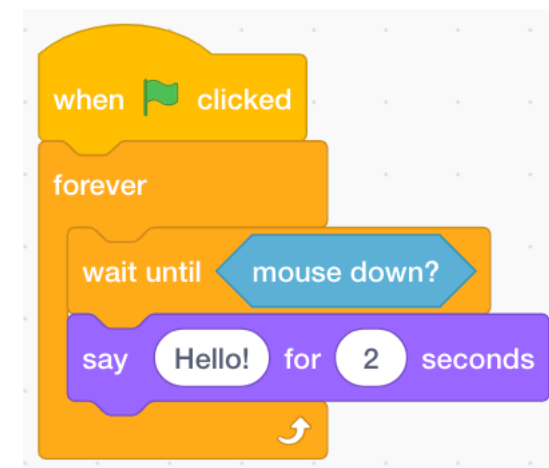 when clicked
forever
wait until mouse down?
say Hello! for 2 seconds